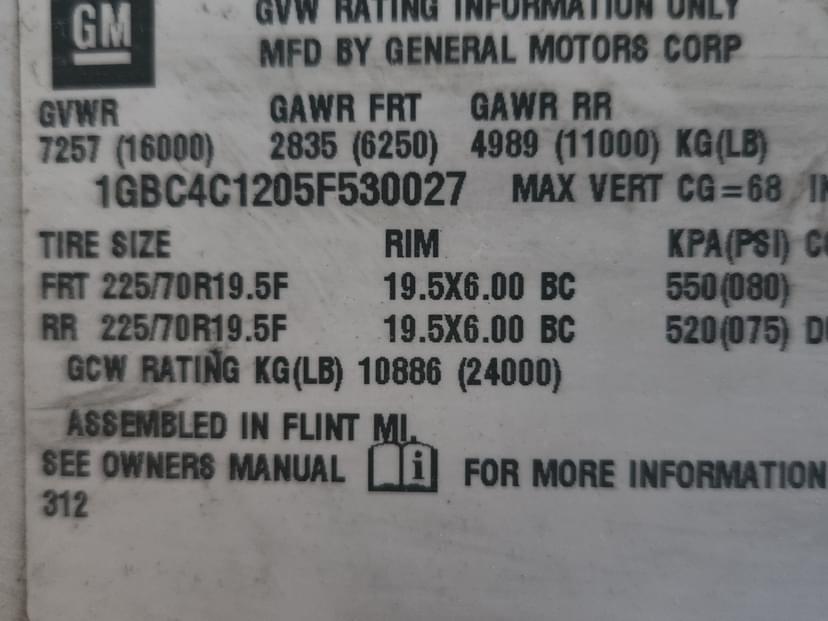 GM
GVW RATING INFORMATION ONLY
MFD BY GENERAL MOTORS CORP
GVWR GAWR FRT GAWR RR
7257 (16000) 2835 (6250) 4989 (11000) KG(LB)
1GBC4C1205F530027 MAX VERT CG=68
TIRE SIZE RIM KPA(PSI)
FRT 225/70R19.5F 19.5X6.00 BC 550(080)
RR 225/70R19.5F 19.5X6.00 BC 520(075)
GCW RATING KG(LB) 10886 (24000)
ASSEMBLED IN FLINT MI.
SEE OWNERS MANUAL i FOR MORE INFORMATION
312